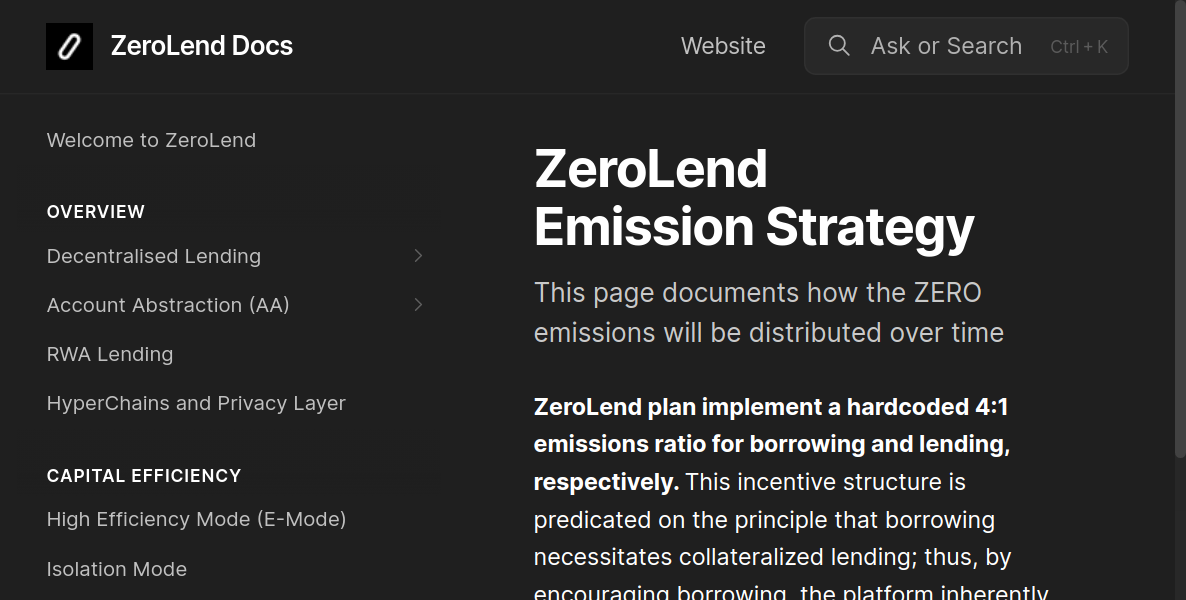 ZeroLend Docs
Website
Ask or Search
Ctrl + K
Welcome to ZeroLend
OVERVIEW
Decentralised Lending
Account Abstraction (AA)
RWA Lending
HyperChains and Privacy Layer
CAPITAL EFFICIENCY
High Efficiency Mode (E-Mode)
Isolation Mode
ZeroLend
Emission Strategy
This page documents how the ZERO
emissions will be distributed over time
ZeroLend plan implement a hardcoded 4:1
emissions ratio for borrowing and lending,
respectively. This incentive structure is
predicated on the principle that borrowing
necessitates collateralized lending; thus, by
encouraging borrowing, the platform inherently